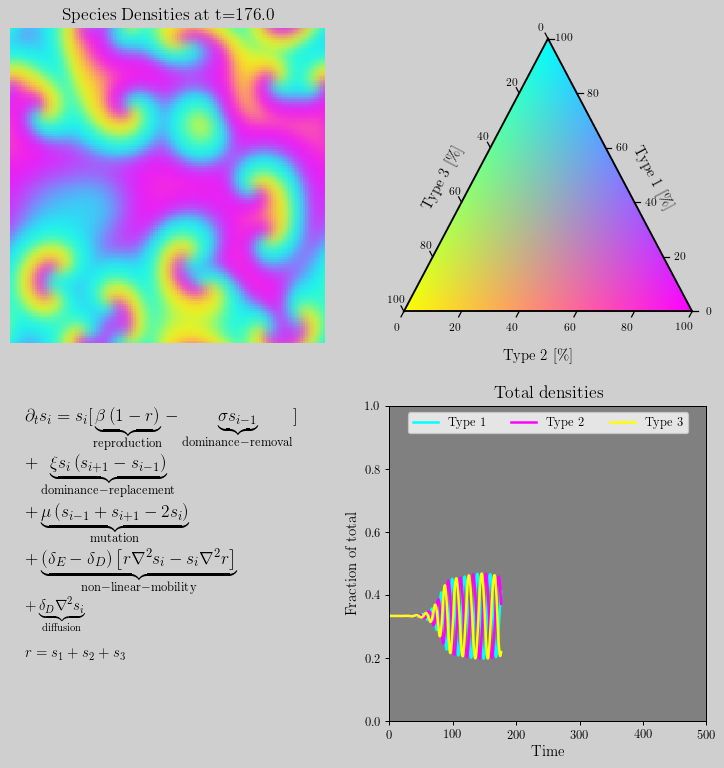 Species Densities at t=176.0
0
100
20
80
40
60
Type 3 [%]
Type 1 [%]
60
40
80
20
100
0
0
20
40
60
80
100
Type 2 [%]
∂ₜsᵢ = sᵢ[β (1 − r) − σsᵢ₋₁ ]
reproduction dominance−removal
+ ξsᵢ (sᵢ₊₁ − sᵢ₋₁)
dominance−replacement
+ μ (sᵢ₋₁ + sᵢ₊₁ − 2sᵢ)
mutation
+ (δ_E − δ_D) [r∇²sᵢ − sᵢ∇²r]
non−linear−mobility
+ δ_D∇²sᵢ
diffusion
r = s₁ + s₂ + s₃
Total densities
Type 1 Type 2 Type 3
1.0
0.8
0.6
0.4
0.2
0.0
Fraction of total
0 100 200 300 400 500
Time